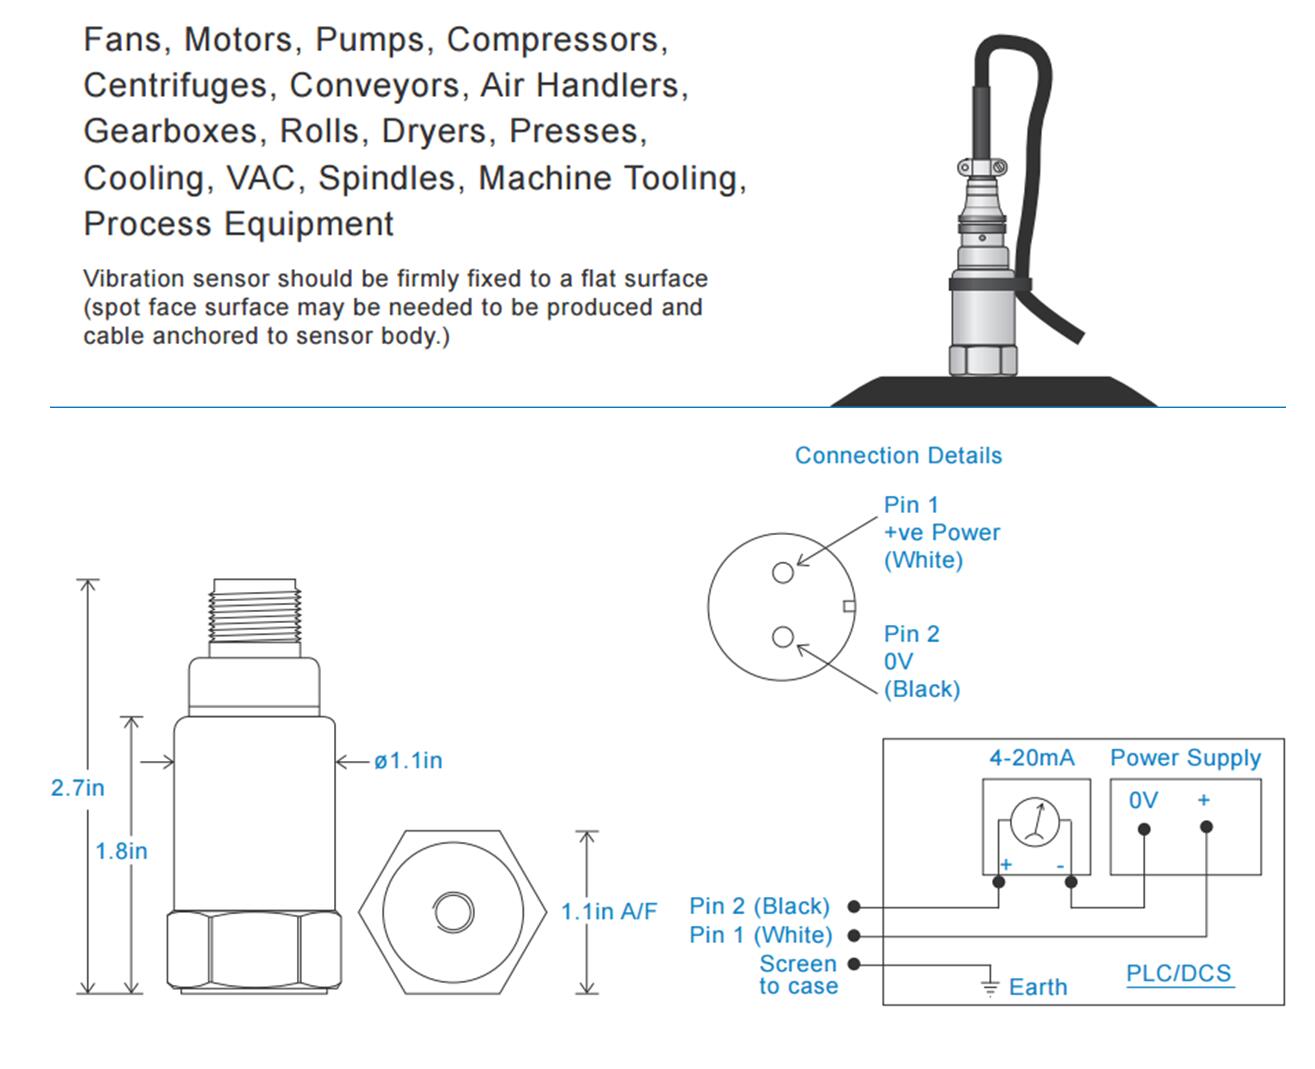 Fans, Motors, Pumps, Compressors,
Centrifuges, Conveyors, Air Handlers,
Gearboxes, Rolls, Dryers, Presses,
Cooling, VAC, Spindles, Machine Tooling,
Process Equipment
Vibration sensor should be firmly fixed to a flat surface
(spot face surface may be needed to be produced and
cable anchored to sensor body.)
Connection Details
Pin 1
+ve Power
(White)
Pin 2
0V
(Black)
2.7in
1.8in
ø1.1in
1.1in A/F
4-20mA
Power Supply
0V +
+ -
Pin 2 (Black)
Pin 1 (White)
Screen
to case
Earth
PLC/DCS